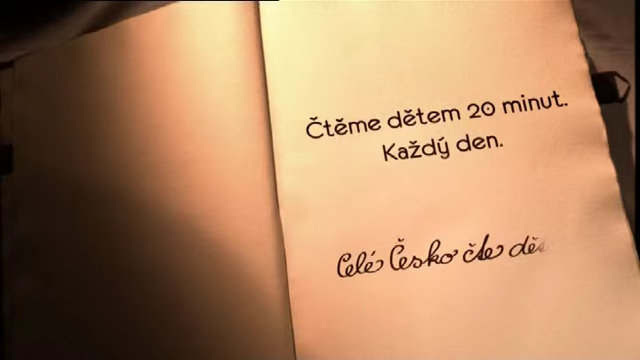 Čtěme dětem 20 minut.
Každý den.
Celé Česko čte